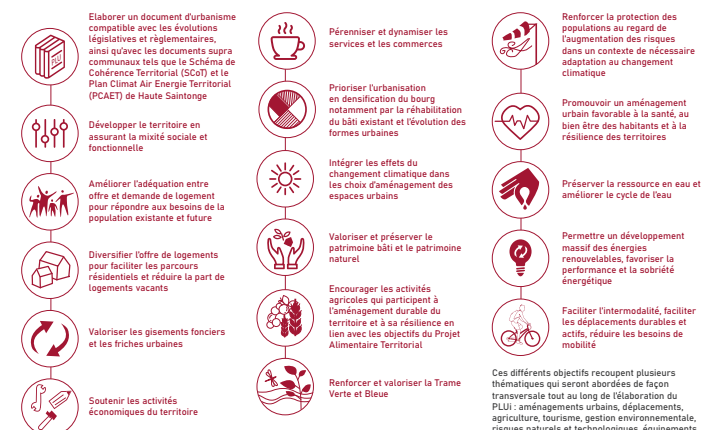 Elaborer un document d'urbanisme
compatible avec les évolutions
législatives et règlementaires,
ainsi qu'avec les documents supra
communaux tels que le Schéma de
Cohérence Territorial (SCoT) et le
Plan Climat Air Energie Territorial
(PCAET) de Haute Saintonge
PLU
Développer le territoire en
assurant la mixité sociale et
fonctionnelle
Améliorer l'adéquation entre
offre et demande de logement
pour répondre aux besoins de la
population existante et future
Diversifier l'offre de logements
pour faciliter les parcours
résidentiels et réduire la part de
logements vacants
Valoriser les gisements fonciers
et les friches urbaines
Soutenir les activités
économiques du territoire
Pérenniser et dynamiser les
services et les commerces
Prioriser l'urbanisation
en densification du bourg
notamment par la réhabilitation
du bâti existant et l'évolution des
formes urbaines
Intégrer les effets du
changement climatique dans
les choix d'aménagement des
espaces urbains
Valoriser et préserver le
patrimoine bâti et le patrimoine
naturel
Encourager les activités
agricoles qui participent à
l'aménagement durable du
territoire et à sa résilience en
lien avec les objectifs du Projet
Alimentaire Territorial
Renforcer et valoriser la Trame
Verte et Bleue
Renforcer la protection des
populations au regard de
l'augmentation des risques
dans un contexte de nécessaire
adaptation au changement
climatique
Promouvoir un aménagement
urbain favorable à la santé, au
bien être des habitants et à la
résilience des territoires
Préserver la ressource en eau et
améliorer le cycle de l'eau
Permettre un développement
massif des énergies
renouvelables, favoriser la
performance et la sobriété
énergétique
Faciliter l'intermodalité, faciliter
les déplacements durables et
actifs, réduire les besoins de
mobilité
Ces différents objectifs recoupent plusieurs
thématiques qui seront abordées de façon
transversale tout au long de l'élaboration du
PLUi : aménagements urbains, déplacements,
agriculture, tourisme, gestion environnementale,
risques naturels et technologiques, équipements